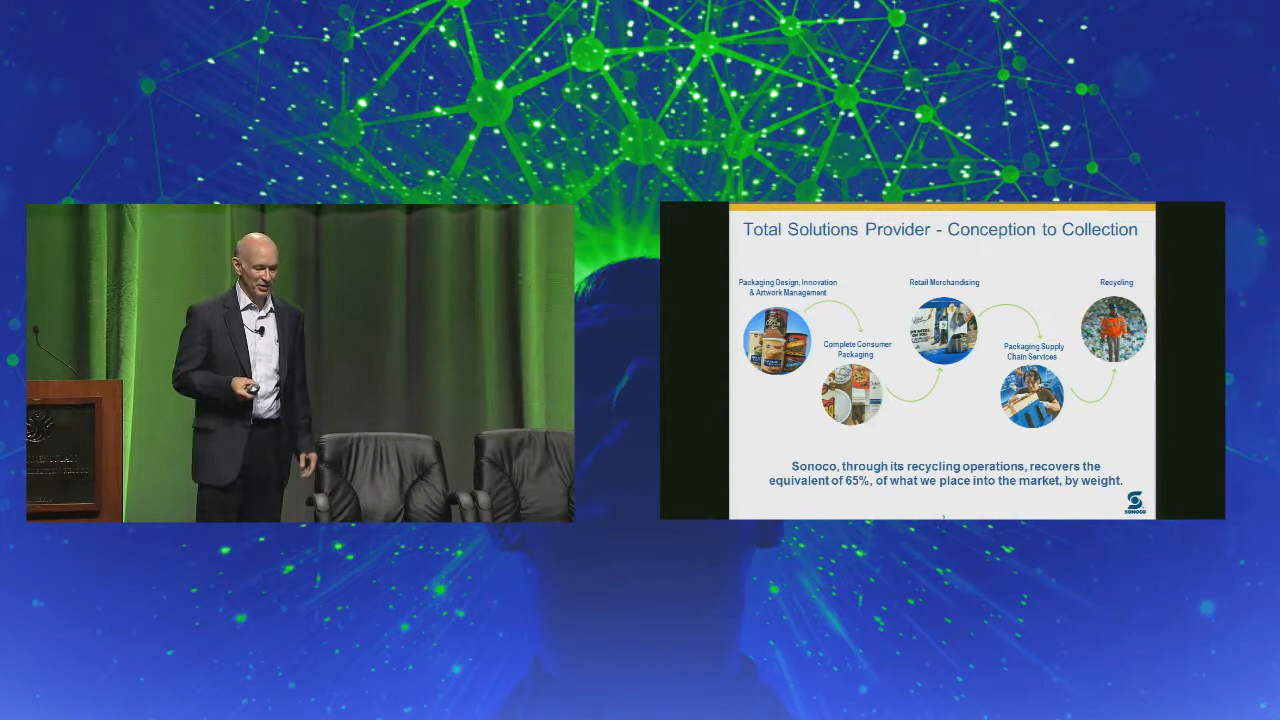 Total Solutions Provider - Conception to Collection
Packaging Design, Innovation
& Artwork Management
Complete Consumer
Packaging
Retail Merchandising
Packaging Supply
Chain Services
Recycling
Sonoco, through its recycling operations, recovers the
equivalent of 65%, of what we place into the market, by weight.
SONOCO
5